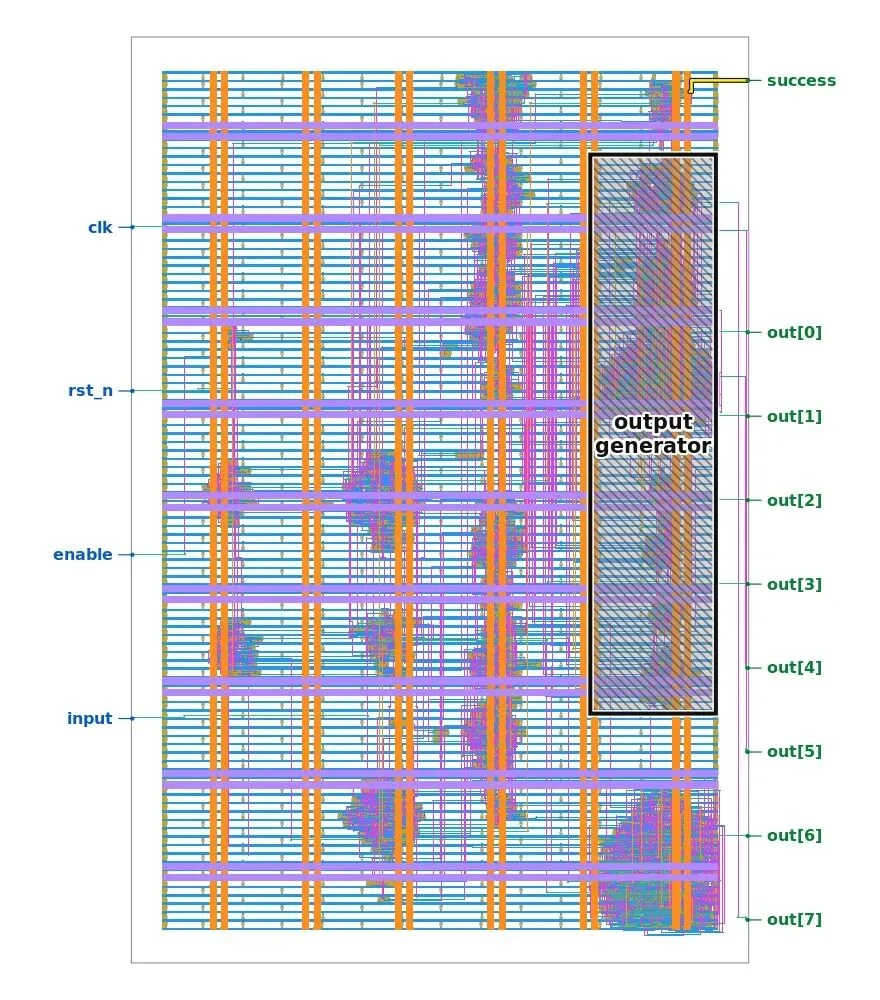 success
clk
out[0]
rst_n
out[1]
output
generator
out[2]
enable
out[3]
out[4]
input
out[5]
out[6]
out[7]